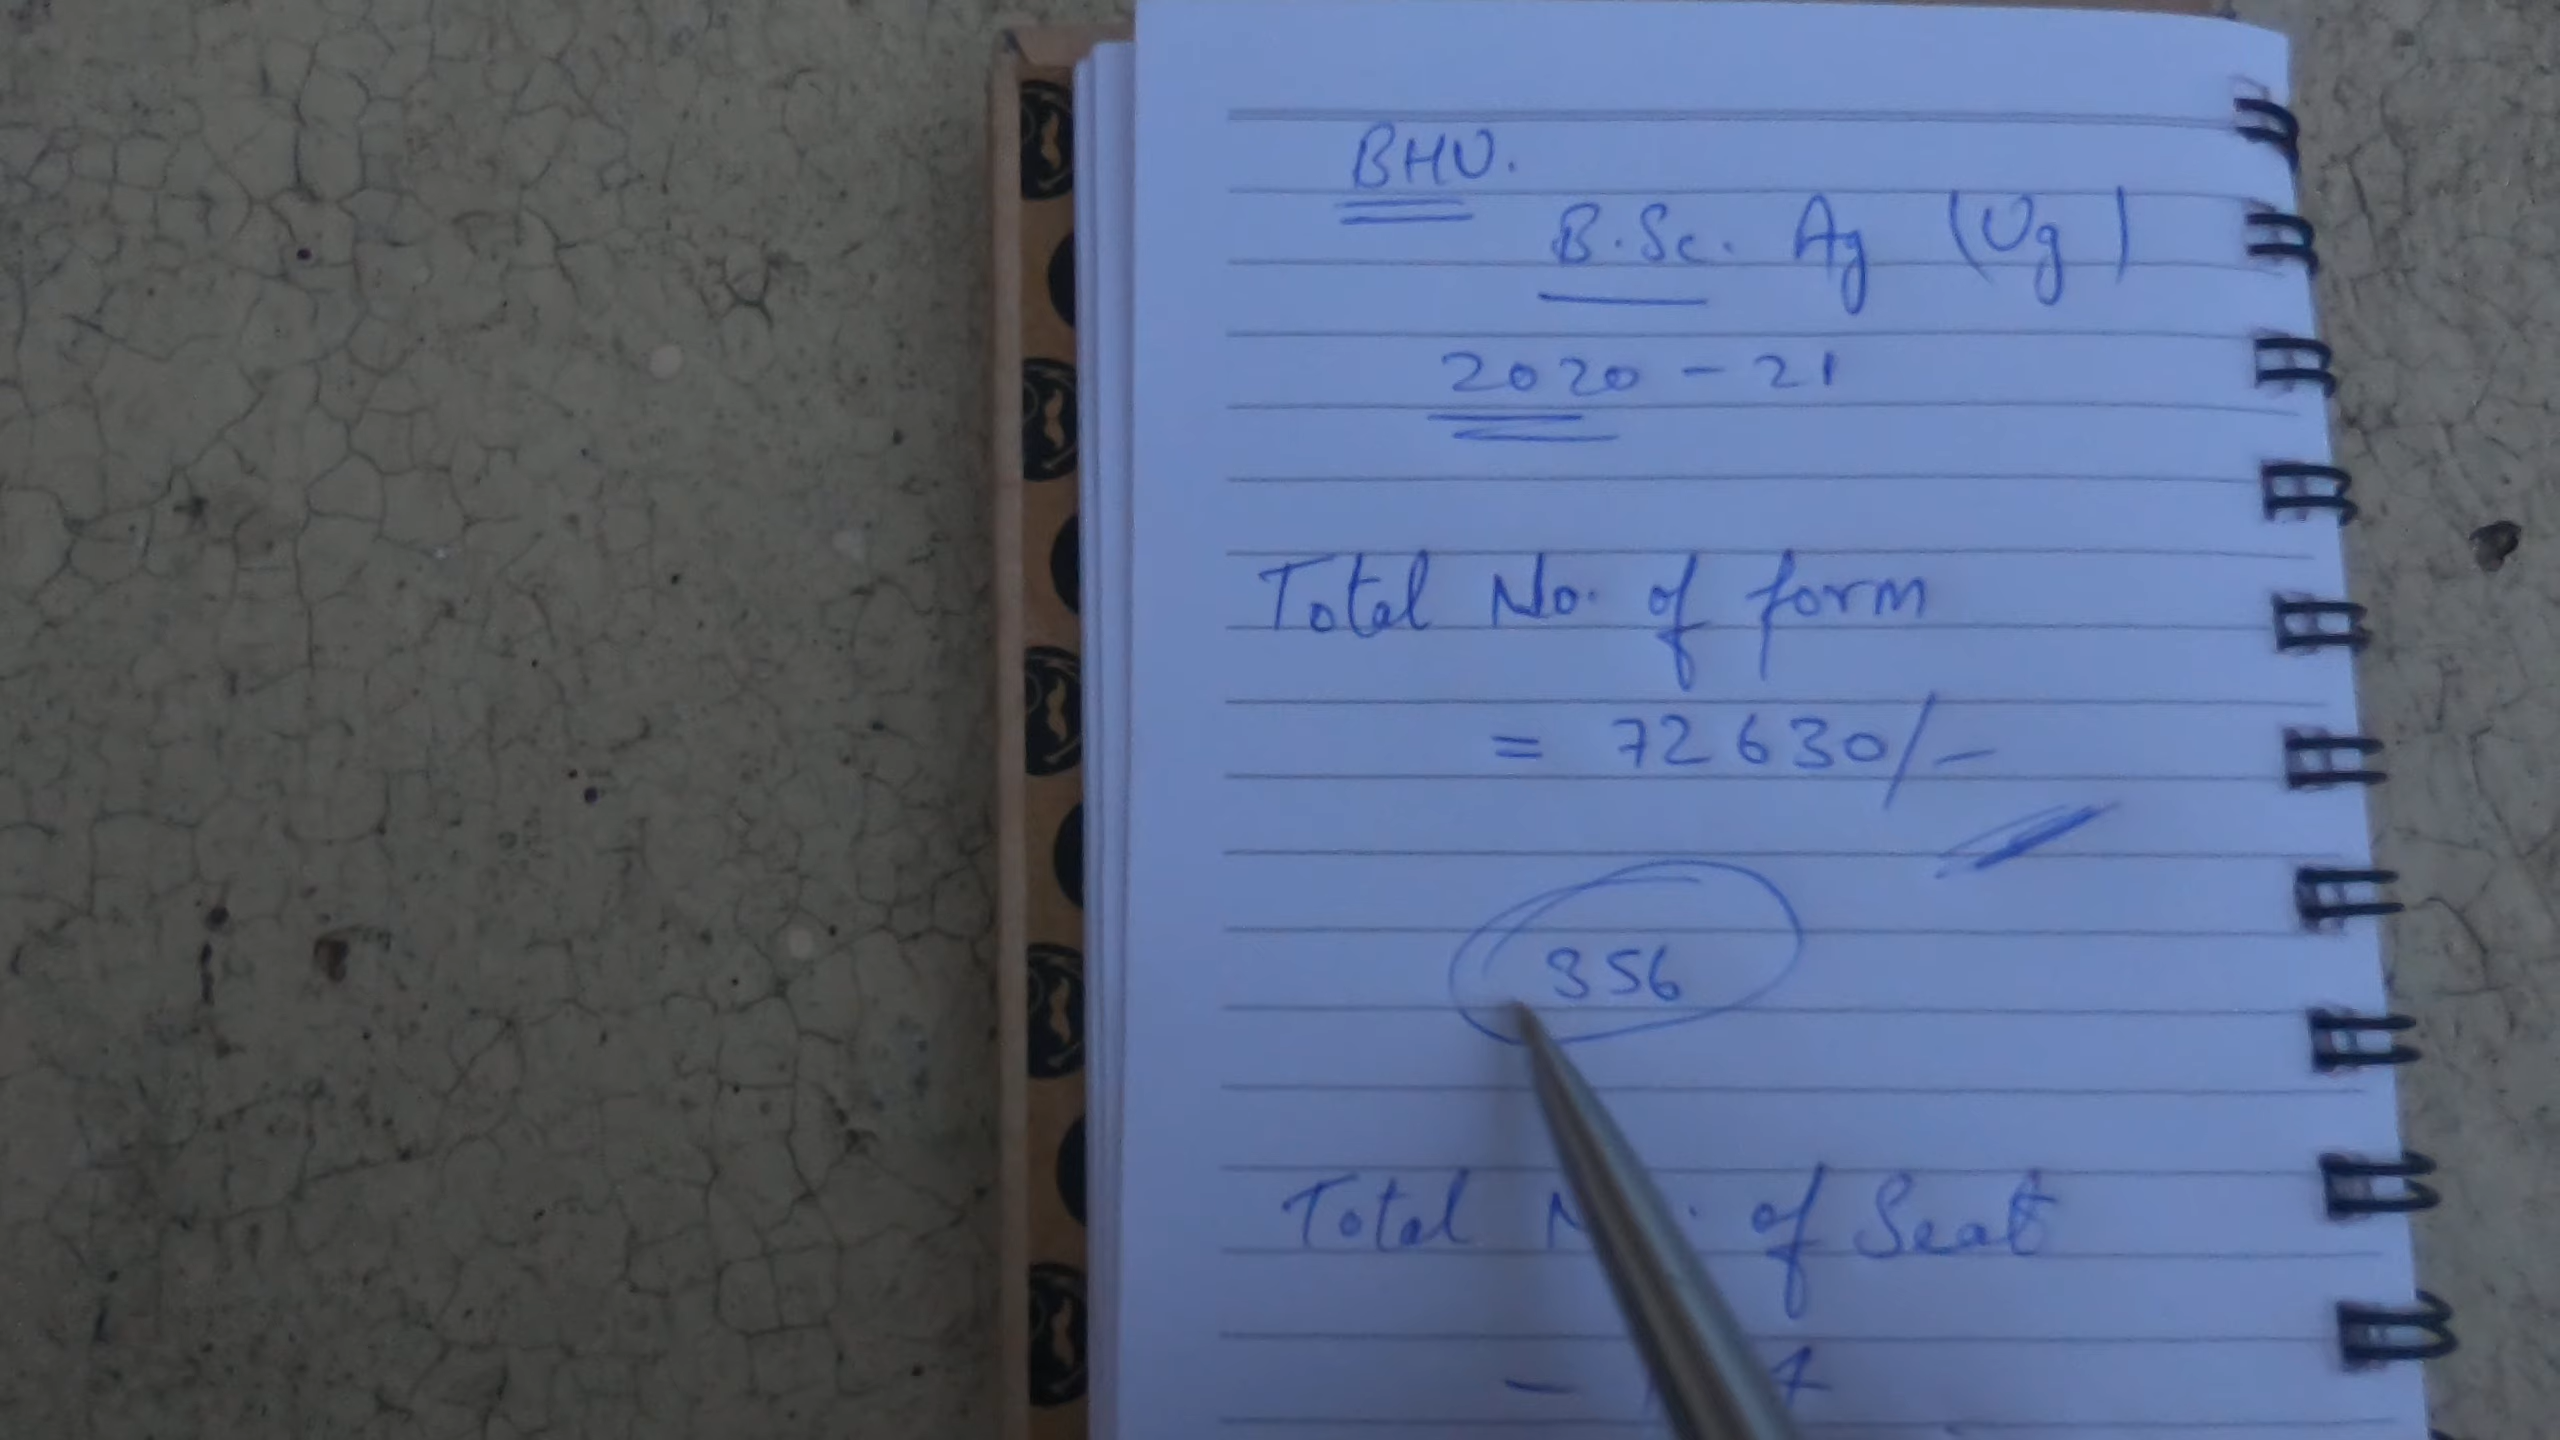 BHU.
B.Sc. Ag (Ug)
2020 - 21
Total No. of form
= 72630/-
356
Total of Seat